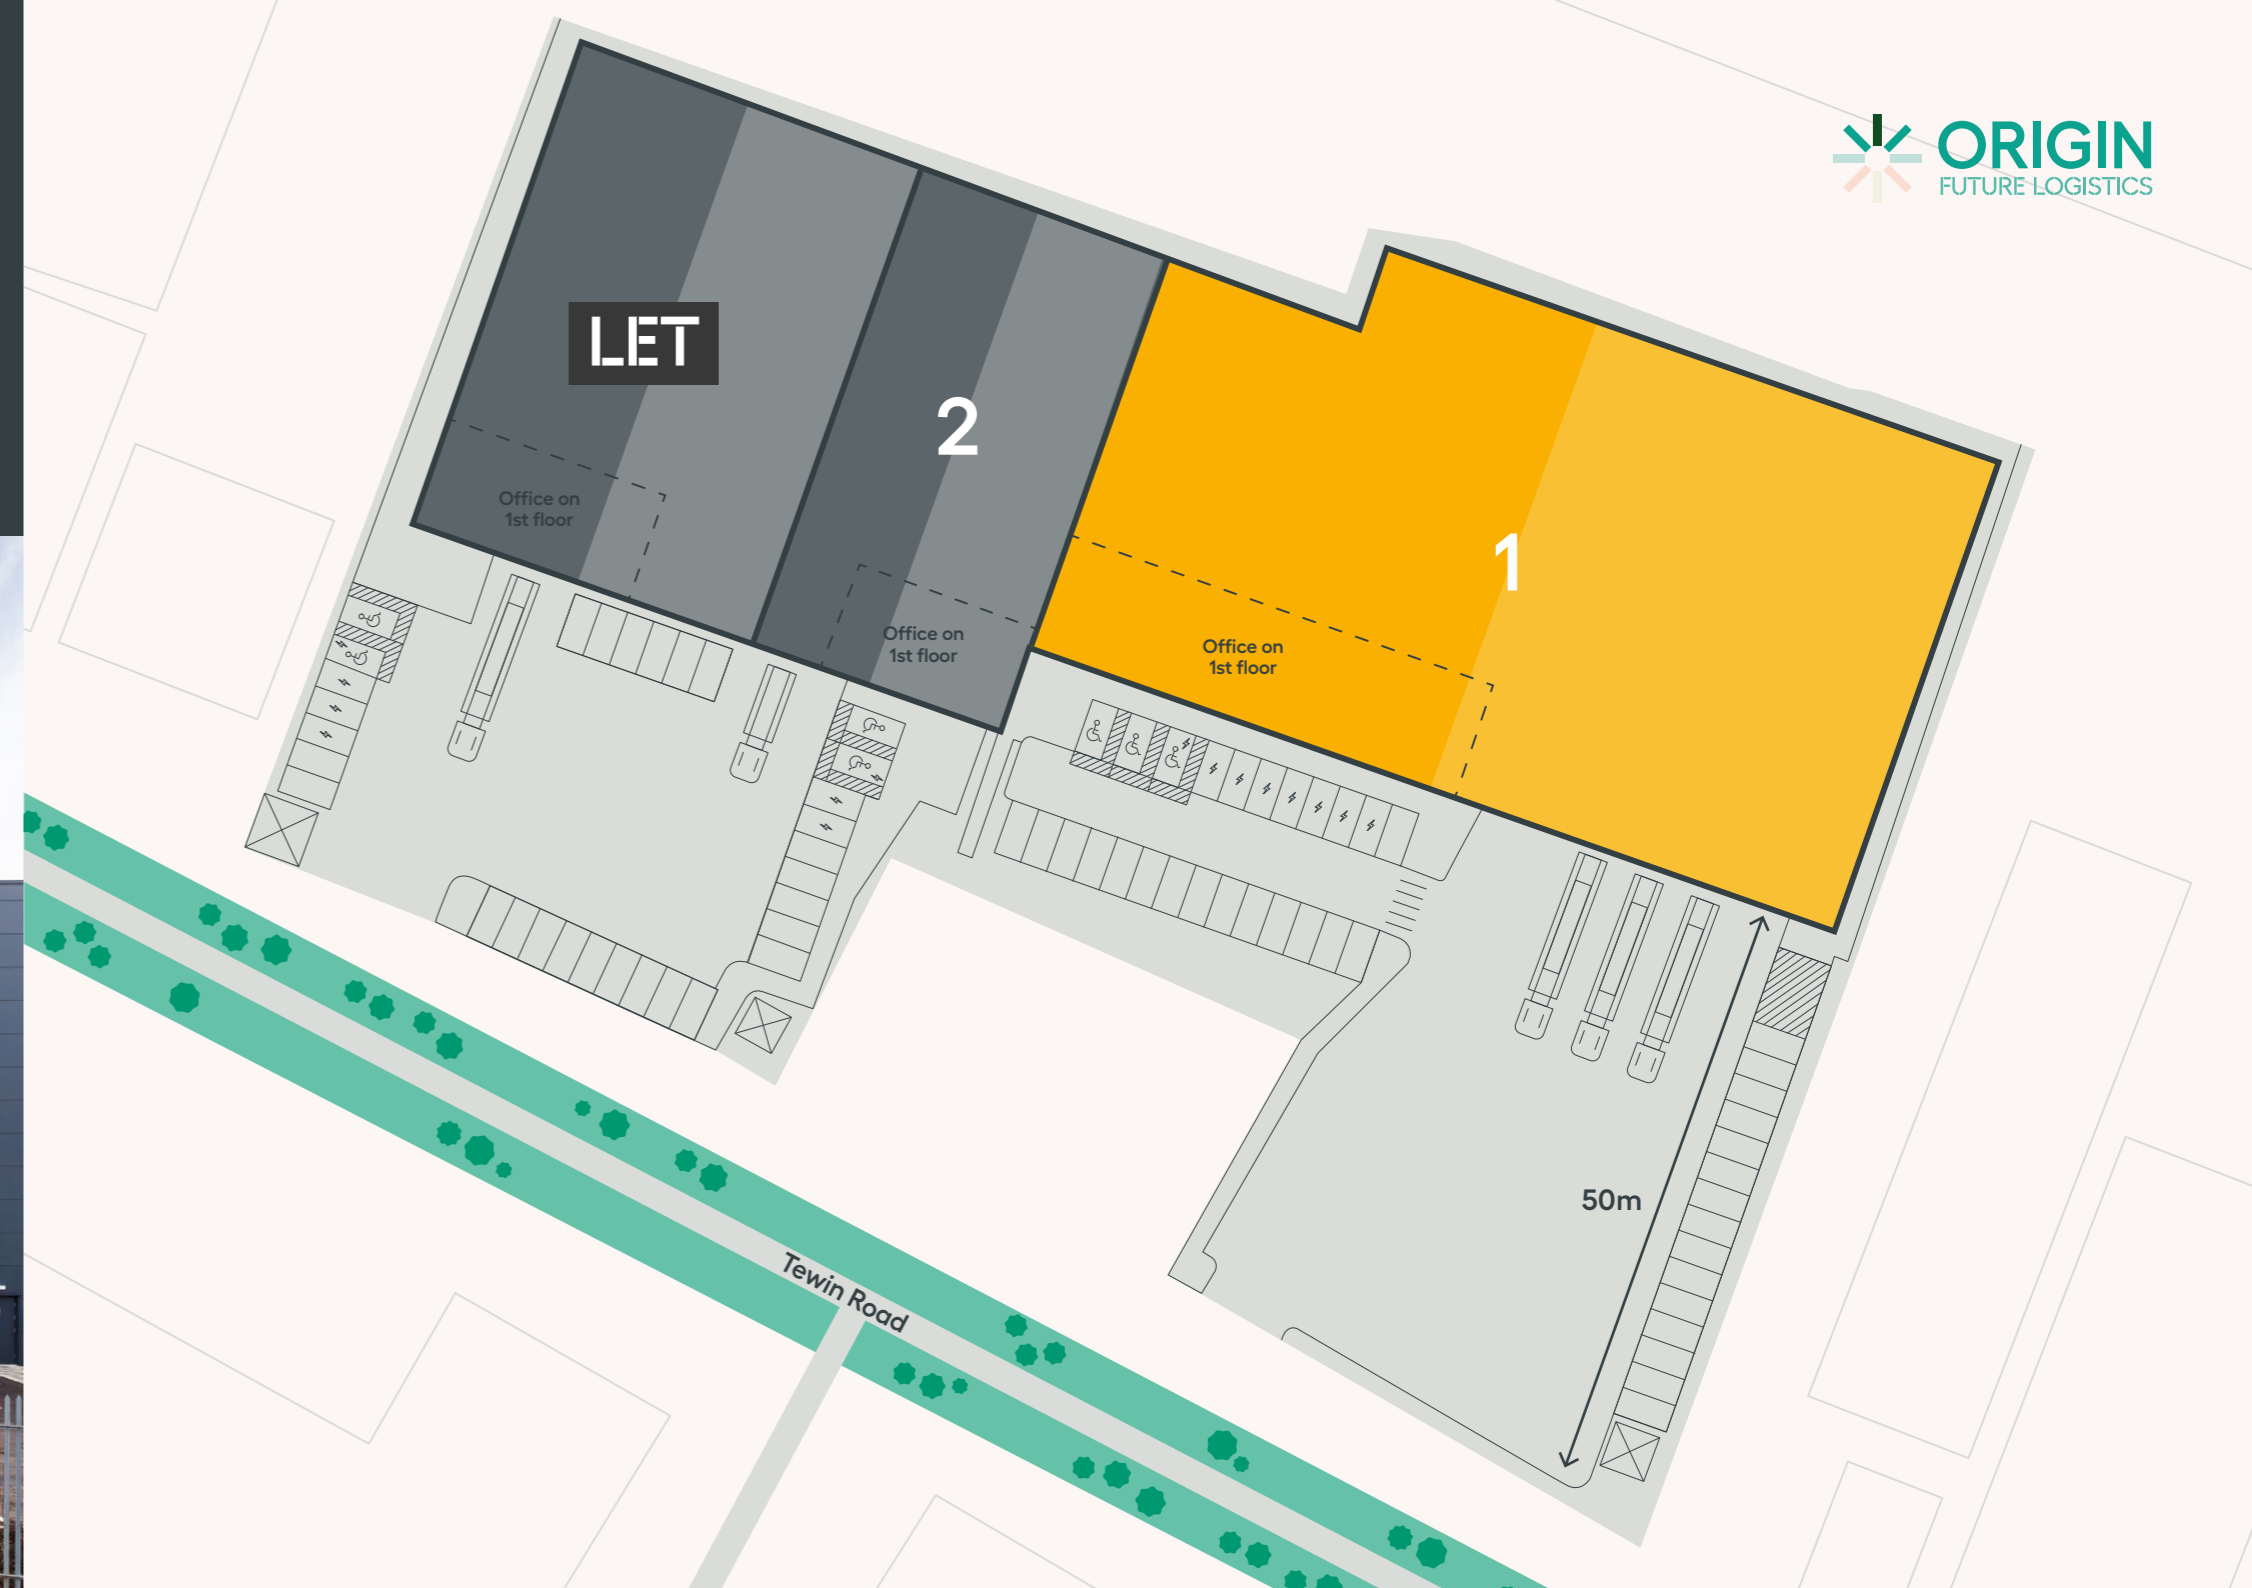 ORIGIN
FUTURE LOGISTICS
LET
2
1
Office on
1st floor
Office on
1st floor
Office on
1st floor
50m
Tewin Road